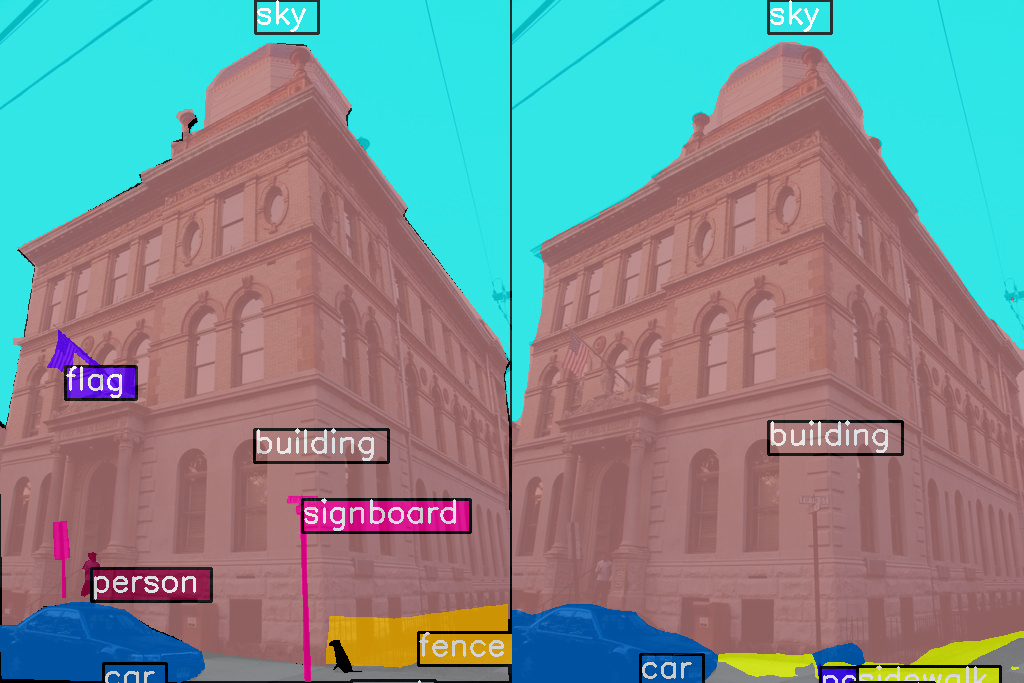 sky
sky
flag
building
building
signboard
person
fence
car
car
sidewalk